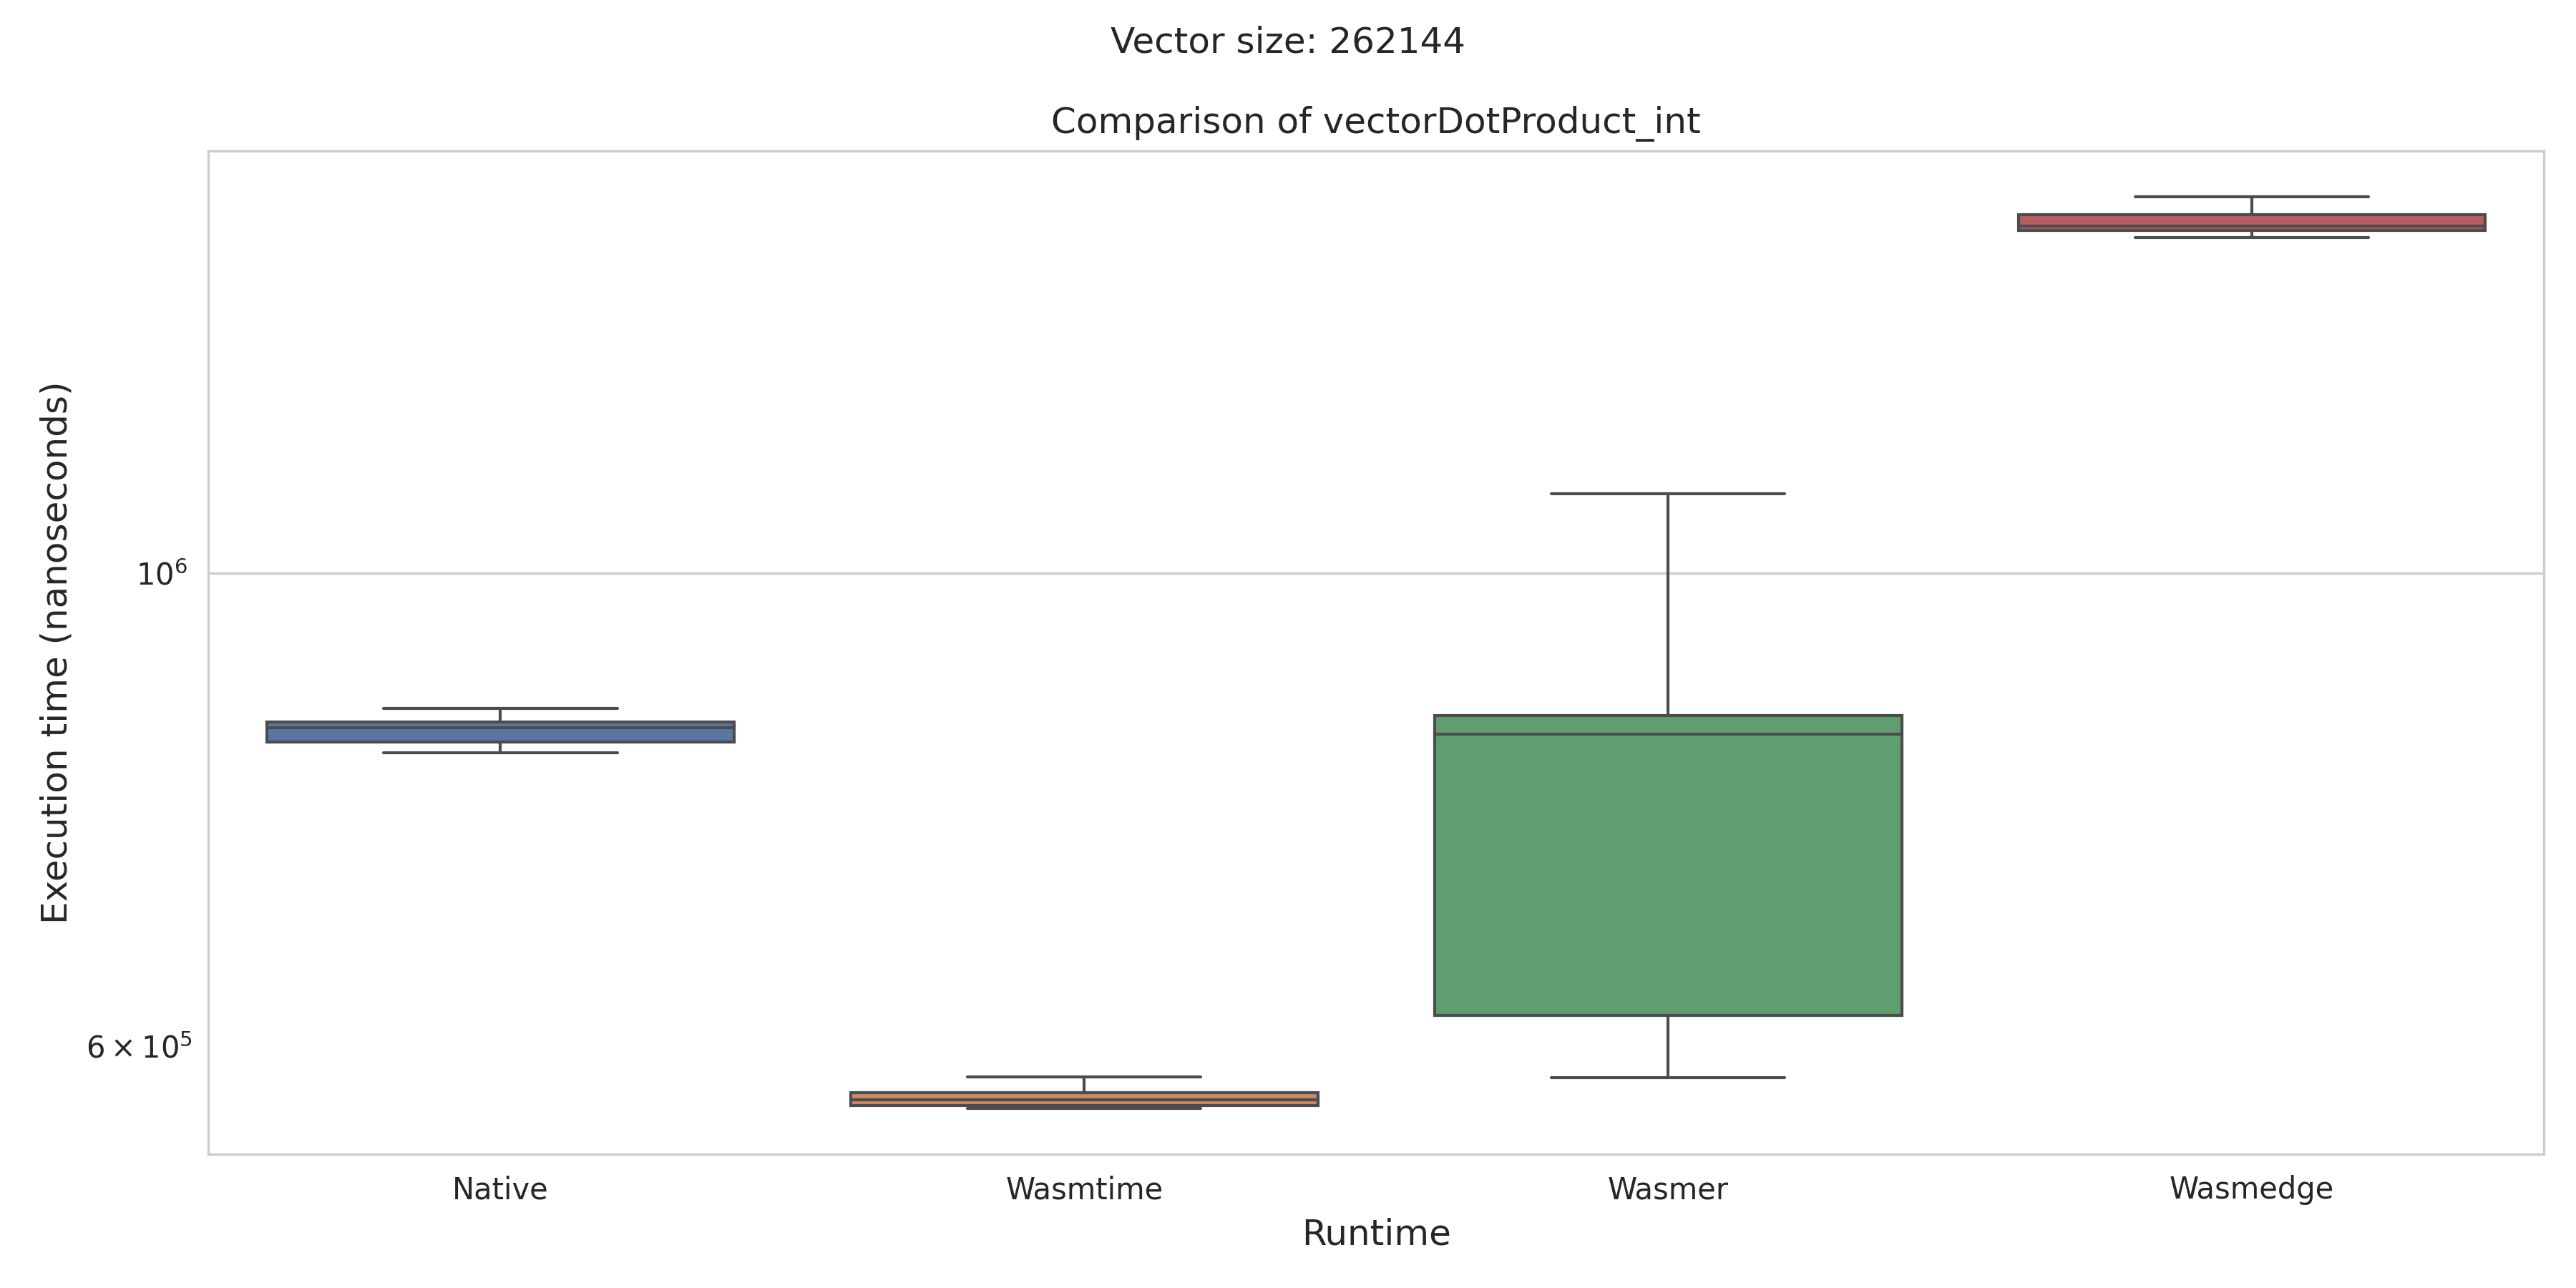 Vector size: 262144
Comparison of vectorDotProduct_int
Execution time (nanoseconds)
10⁶
6 × 10⁵
Native Wasmtime Wasmer Wasmedge
Runtime